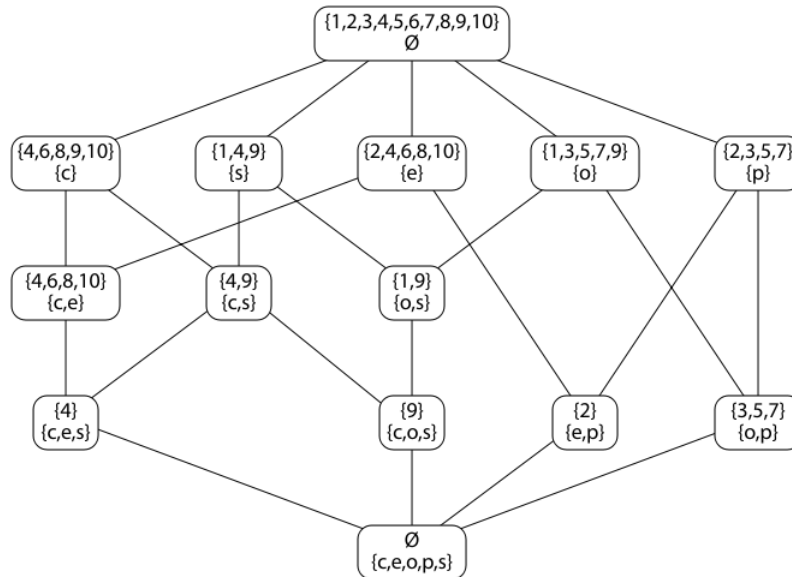 {1,2,3,4,5,6,7,8,9,10}
Ø
{4,6,8,9,10}
{c}
{1,4,9}
{s}
{2,4,6,8,10}
{e}
{1,3,5,7,9}
{o}
{2,3,5,7}
{p}
{4,6,8,10}
{c,e}
{4,9}
{c,s}
{1,9}
{o,s}
{4}
{c,e,s}
{9}
{c,o,s}
{2}
{e,p}
{3,5,7}
{o,p}
Ø
{c,e,o,p,s}